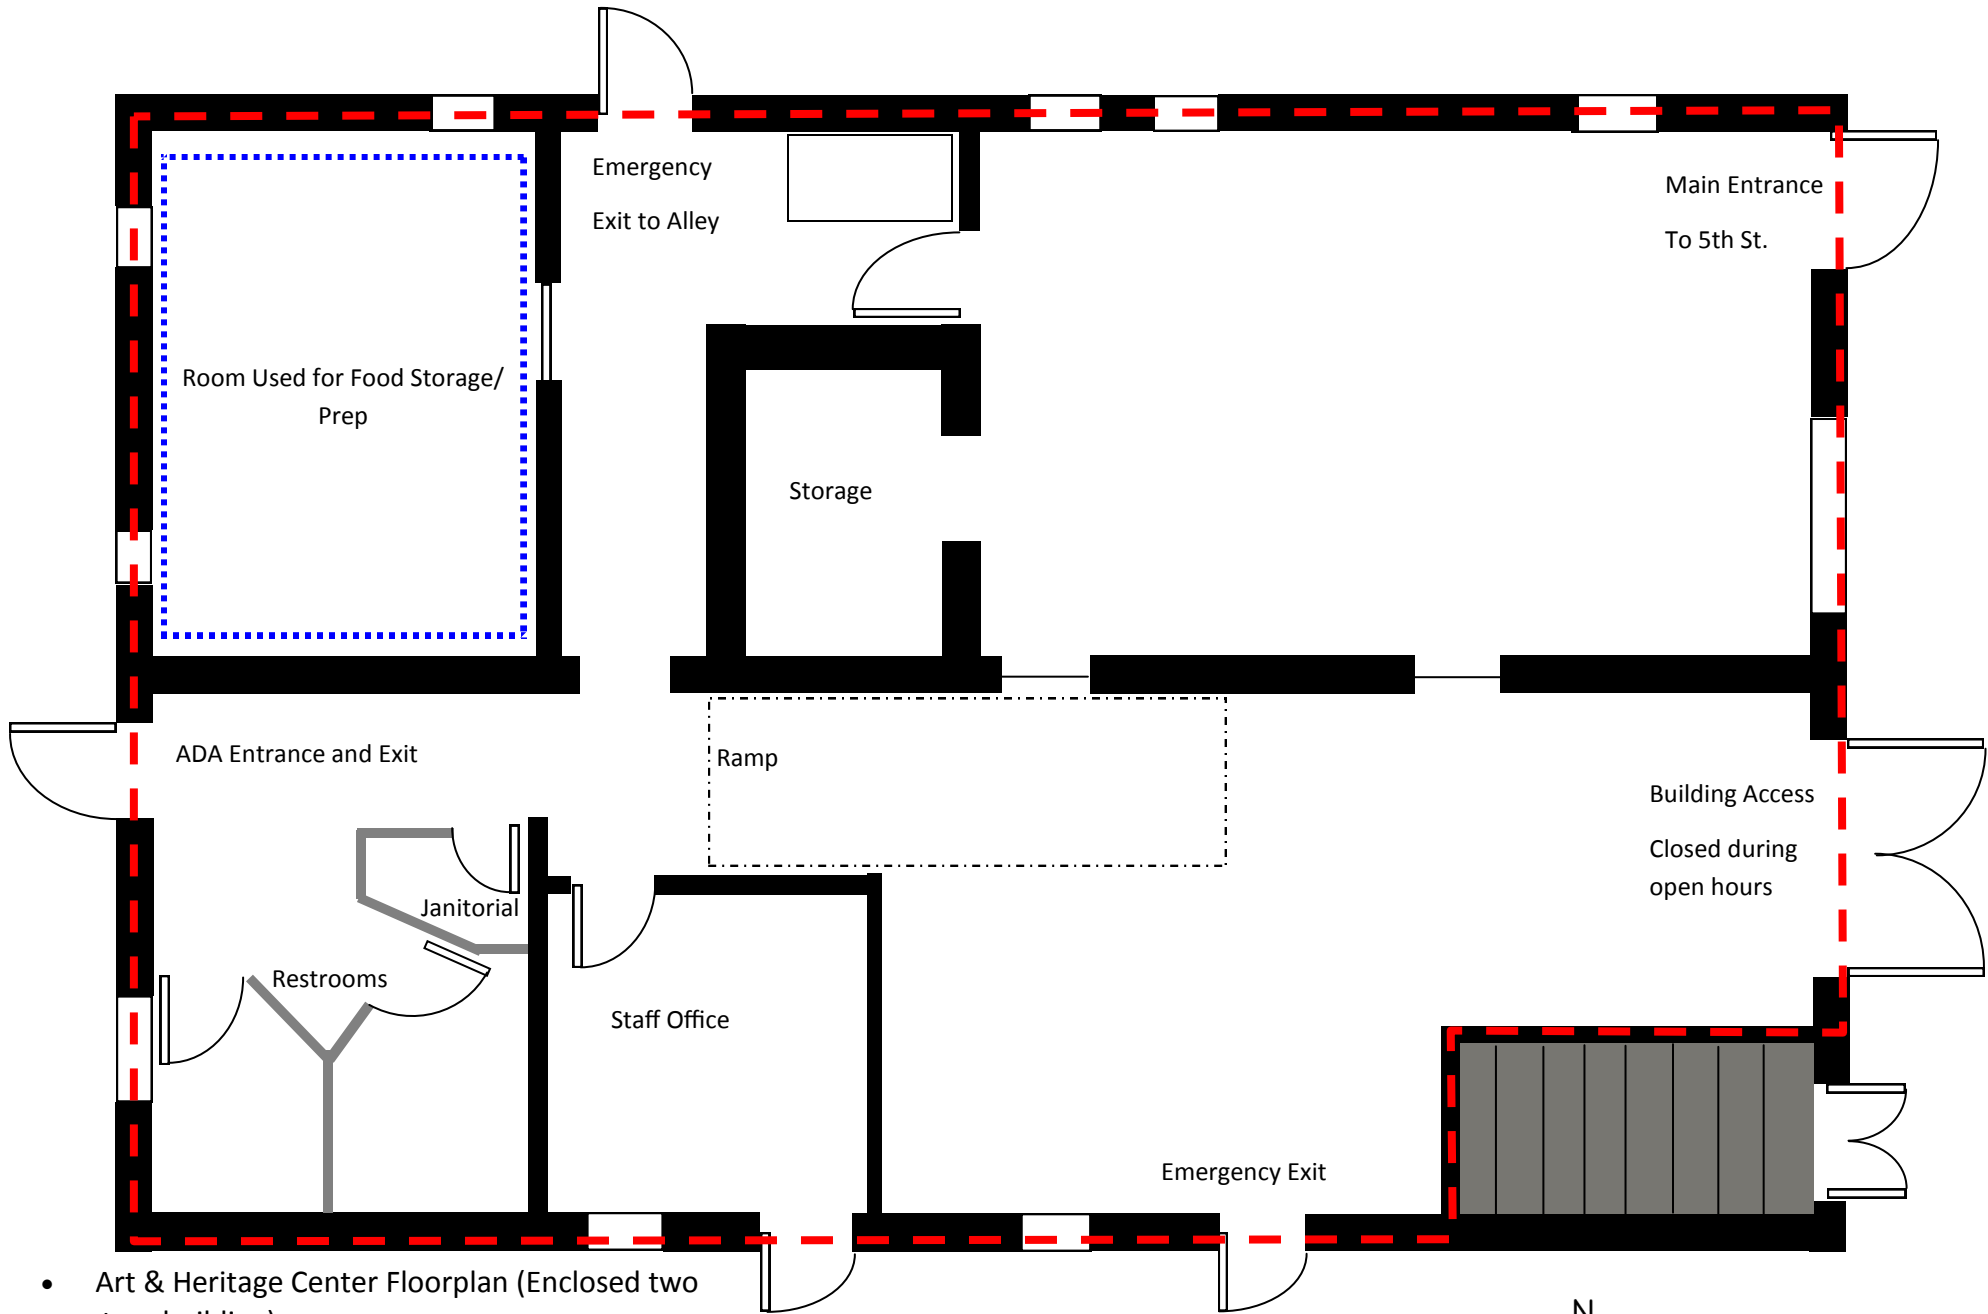 Emergency
Exit to Alley
Main Entrance
To 5th St.
Room Used for Food Storage/
Prep
Storage
ADA Entrance and Exit
Ramp
Building Access
Closed during
open hours
Janitorial
Restrooms
Staff Office
Emergency Exit
• Art & Heritage Center Floorplan (Enclosed two
N